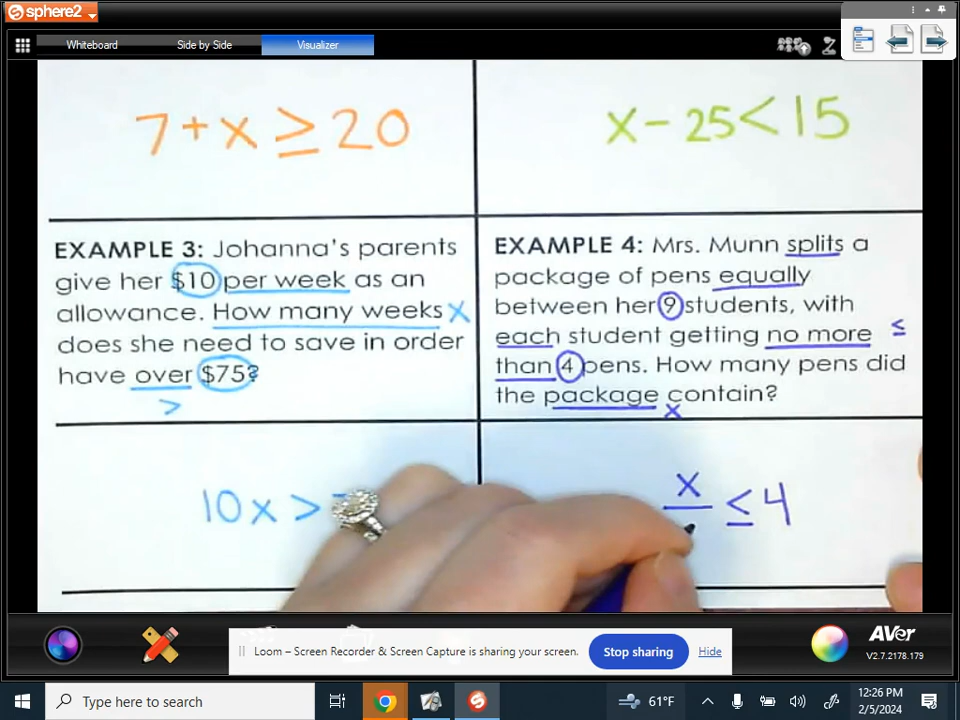 sphere2
Whiteboard Side by Side Visualizer
7 + x ≥ 20
x - 25 < 15
EXAMPLE 3: Johanna's parents
give her $10 per week as an
allowance. How many weeks x
does she need to save in order
have over $75?
>
EXAMPLE 4: Mrs. Munn splits a
package of pens equally
between her 9 students, with
each student getting no more ≤
than 4 pens. How many pens did
the package contain?
x
10x >
x
≤ 4
AVer
V2.7.2178.179
Loom – Screen Recorder & Screen Capture is sharing your screen. Stop sharing Hide
Type here to search
61°F
12:26 PM
2/5/2024